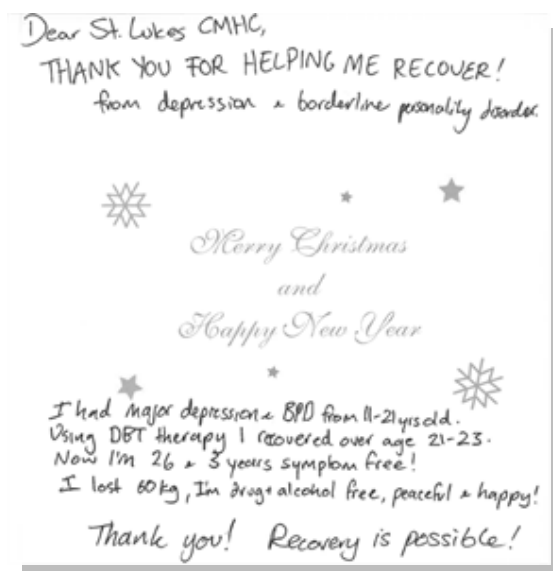 Dear St. Lukes CMHC,
THANK YOU FOR HELPING ME RECOVER!
from depression & borderline personality disorder.
Merry Christmas
and
Happy New Year
I had major depression & BPD from 11-21 yrs old.
Using DBT therapy I recovered over age 21-23.
Now I'm 26 & 3 years symptom free!
I lost 60kg, I'm drug & alcohol free, peaceful & happy!
Thank you! Recovery is possible!